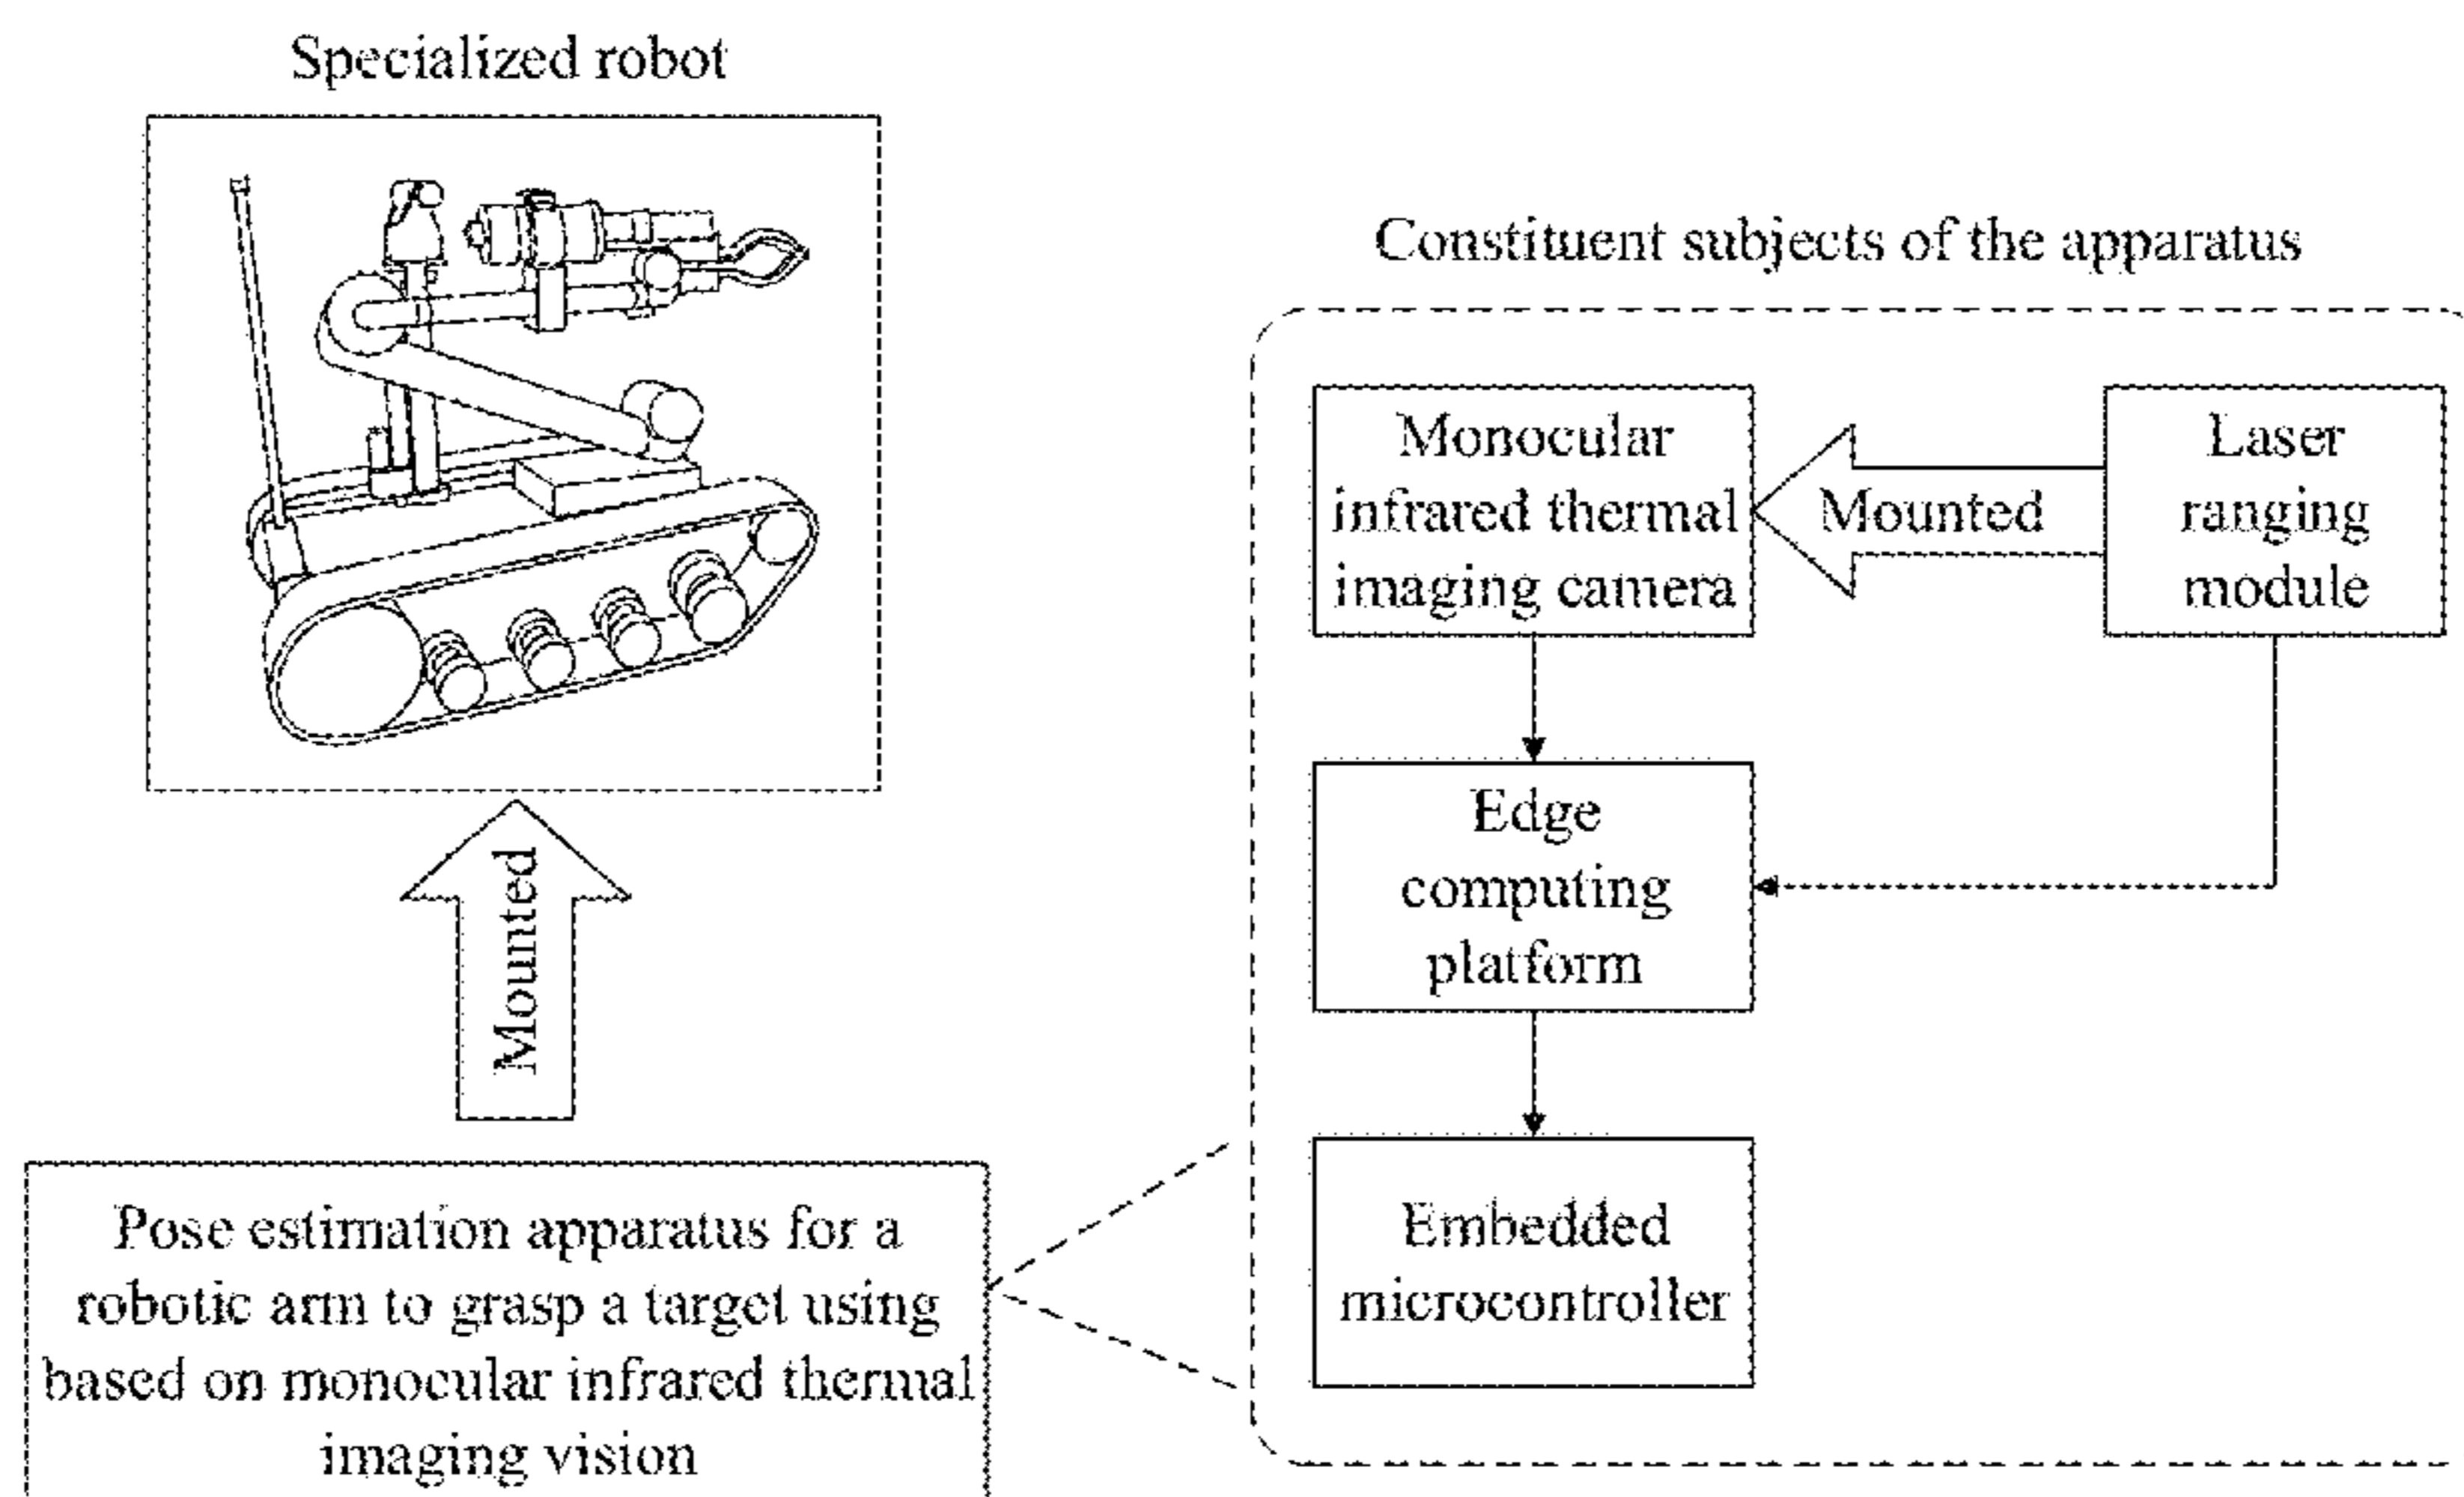 Specialized robot
Mounted
Pose estimation apparatus for a
robotic arm to grasp a target using
based on monocular infrared thermal
imaging vision
Constituent subjects of the apparatus
Monocular
infrared thermal
imaging camera
Mounted
Laser
ranging
module
Edge
computing
platform
Embedded
microcontroller